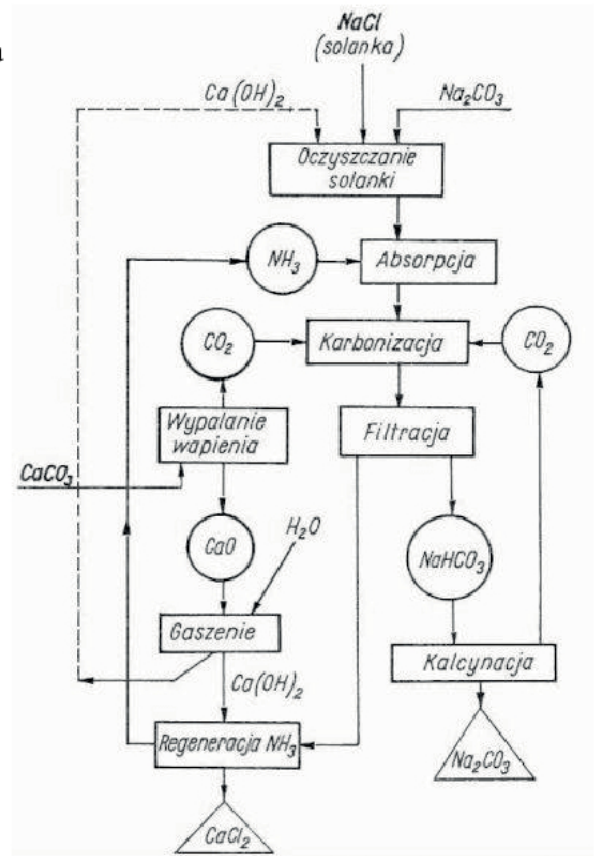 a
NaCl
(solanka)
Ca(OH)₂
Na₂CO₃
Oczyszczanie
solanki
NH₃
Absorpcja
CO₂
Karbonizacja
CO₂
Wypalanie
wapienia
Filtracja
CaCO₃
CaO
H₂O
NaHCO₃
Gaszenie
Kalcynacja
Ca(OH)₂
Regeneracja NH₃
Na₂CO₃
CaCl₂